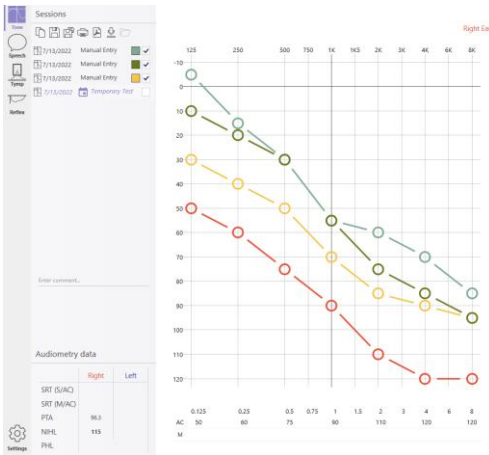 Sessions
Right Ea
Tone
Speech
Tymp
Reflex
7/13/2022 Manual Entry
7/13/2022 Manual Entry
7/13/2022 Manual Entry
7/13/2022 Temporary Test
125 250 500 750 1K 1K5 2K 3K 4K 6K 8K
-10
0
10
20
30
40
50
60
70
80
90
100
110
120
Enter comment..
Audiometry data
Right Left
SRT (S/AC)
SRT (M/AC)
PTA 98.3
NIHL 115
PHL
Settings
0.125 0.25 0.5 0.75 1 1.5 2 3 4 6 8
AC 50 60 75 90 110 120 120
M